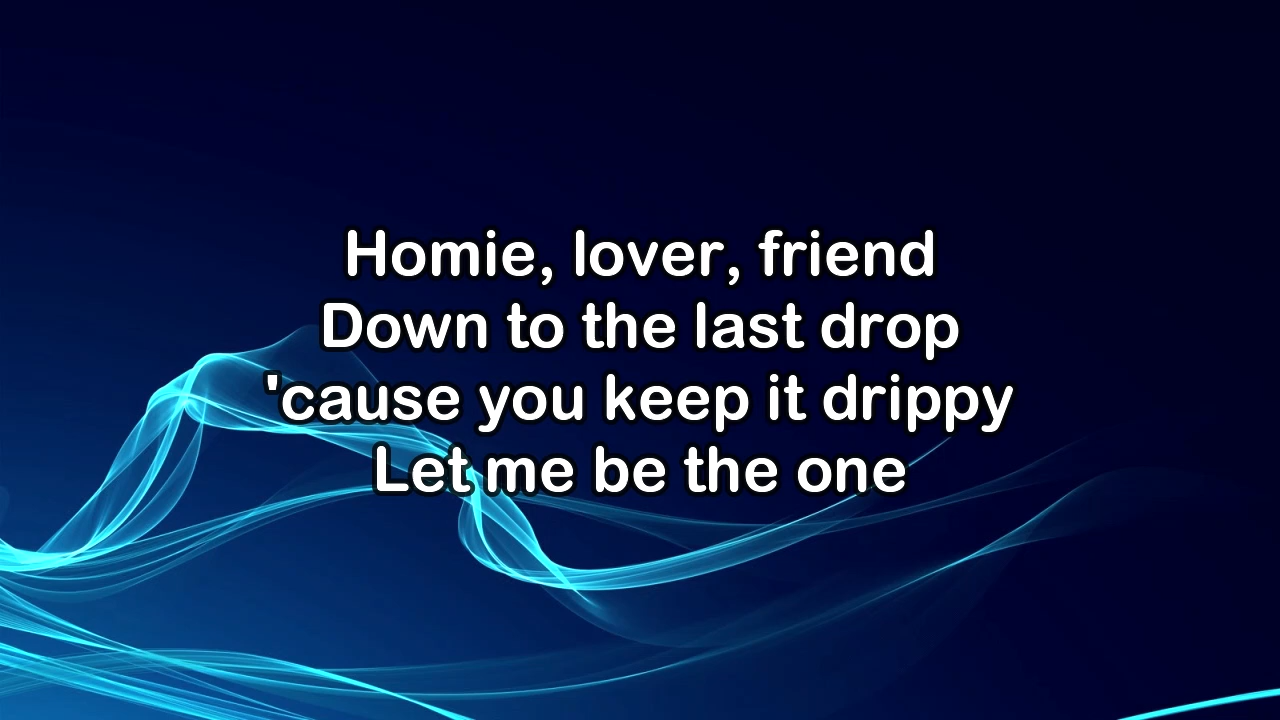 Homie, lover, friend
Down to the last drop
'cause you keep it drippy
Let me be the one